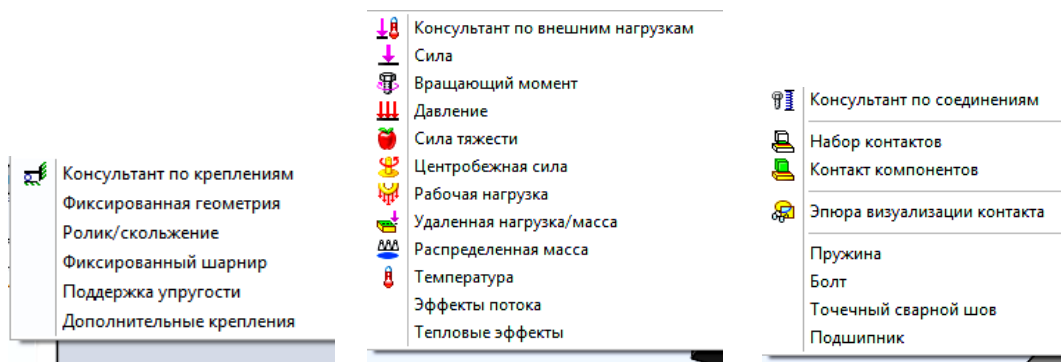 Консультант по креплениям
Фиксированная геометрия
Ролик/скольжение
Фиксированный шарнир
Поддержка упругости
Дополнительные крепления
Консультант по внешним нагрузкам
Сила
Вращающий момент
Давление
Сила тяжести
Центробежная сила
Рабочая нагрузка
Удаленная нагрузка/масса
Распределенная масса
Температура
Эффекты потока
Тепловые эффекты
Консультант по соединениям
Набор контактов
Контакт компонентов
Эпюра визуализации контакта
Пружина
Болт
Точечный сварной шов
Подшипник